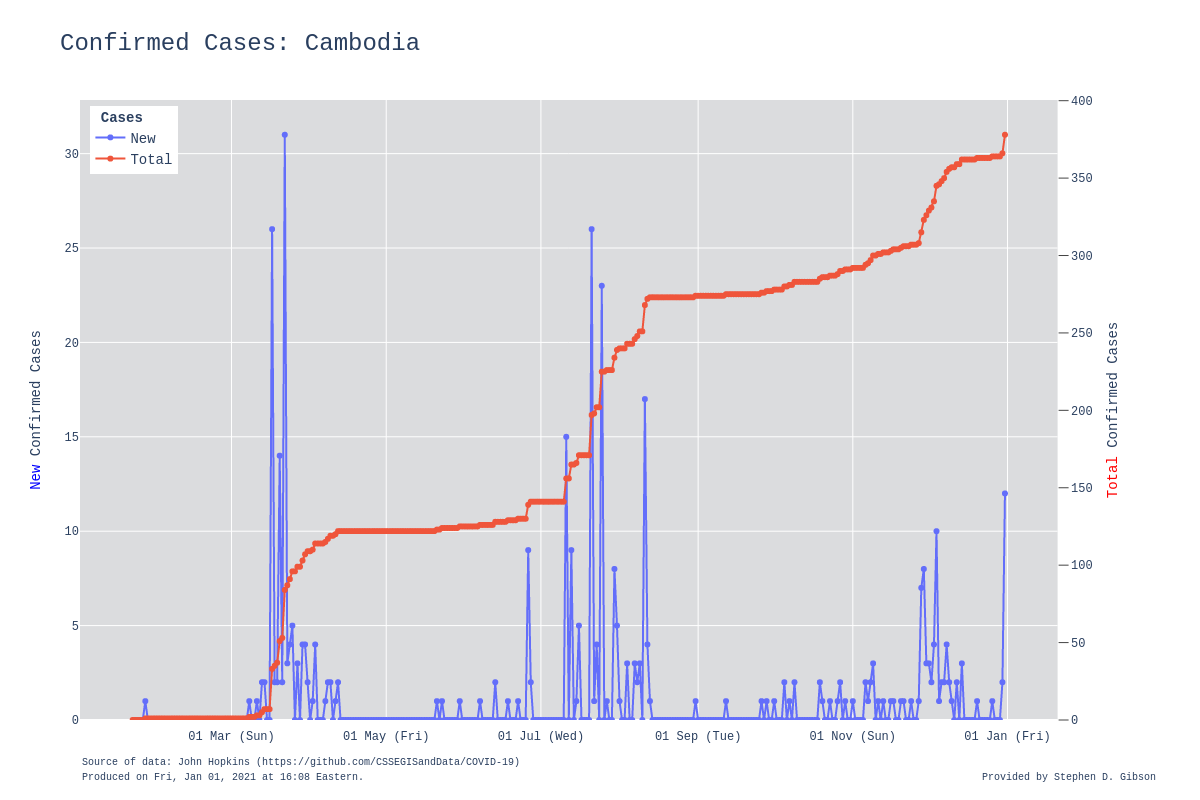 Confirmed Cases: Cambodia
Cases
New
Total
30
25
20
15
10
5
0
New Confirmed Cases
400
350
300
250
200
150
100
50
0
Total Confirmed Cases
01 Mar (Sun)
01 May (Fri)
01 Jul (Wed)
01 Sep (Tue)
01 Nov (Sun)
01 Jan (Fri)
Source of data: John Hopkins (https://github.com/CSSEGISandData/COVID-19)
Produced on Fri, Jan 01, 2021 at 16:08 Eastern.
Provided by Stephen D. Gibson